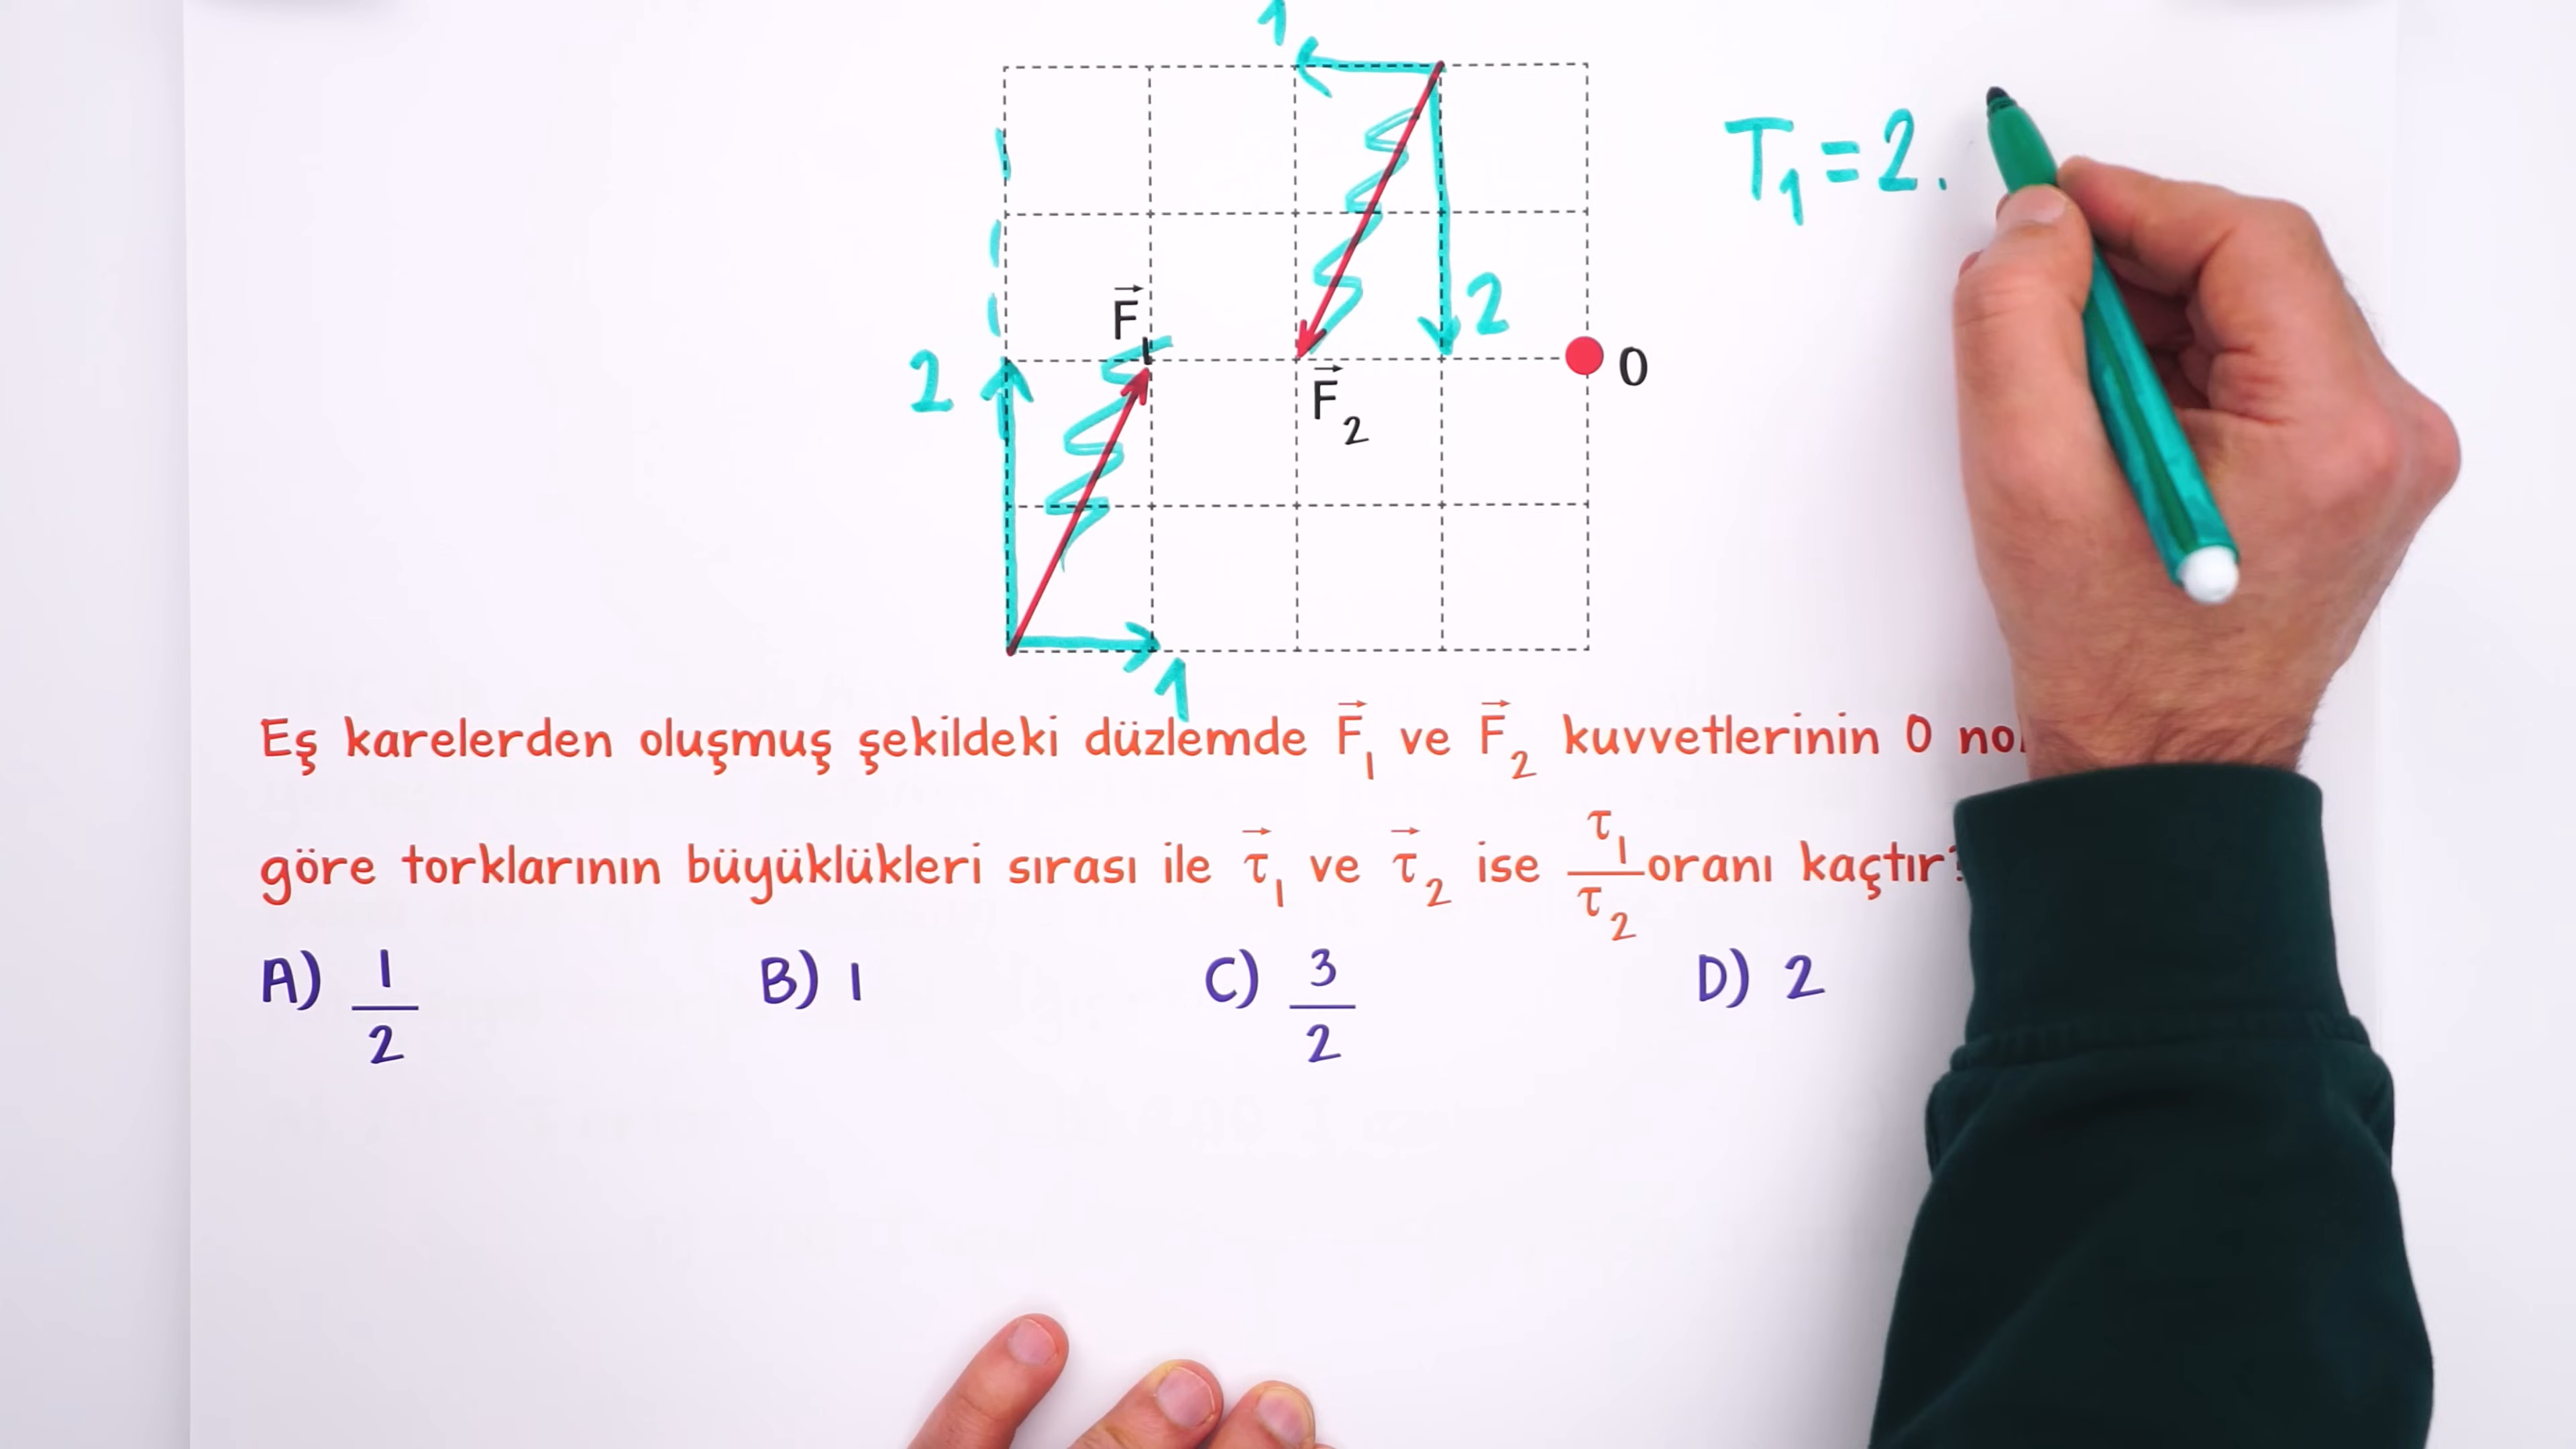 1
T1=2.
2
F1
2
F2
O
1
Eş karelerden oluşmuş şekildeki düzlemde F1 ve F2 kuvvetlerinin O
göre torklarının büyüklükleri sırası ile τ1 ve τ2 ise τ1/τ2 oranı kaçtır?
A) 1/2 B) 1 C) 3/2 D) 2